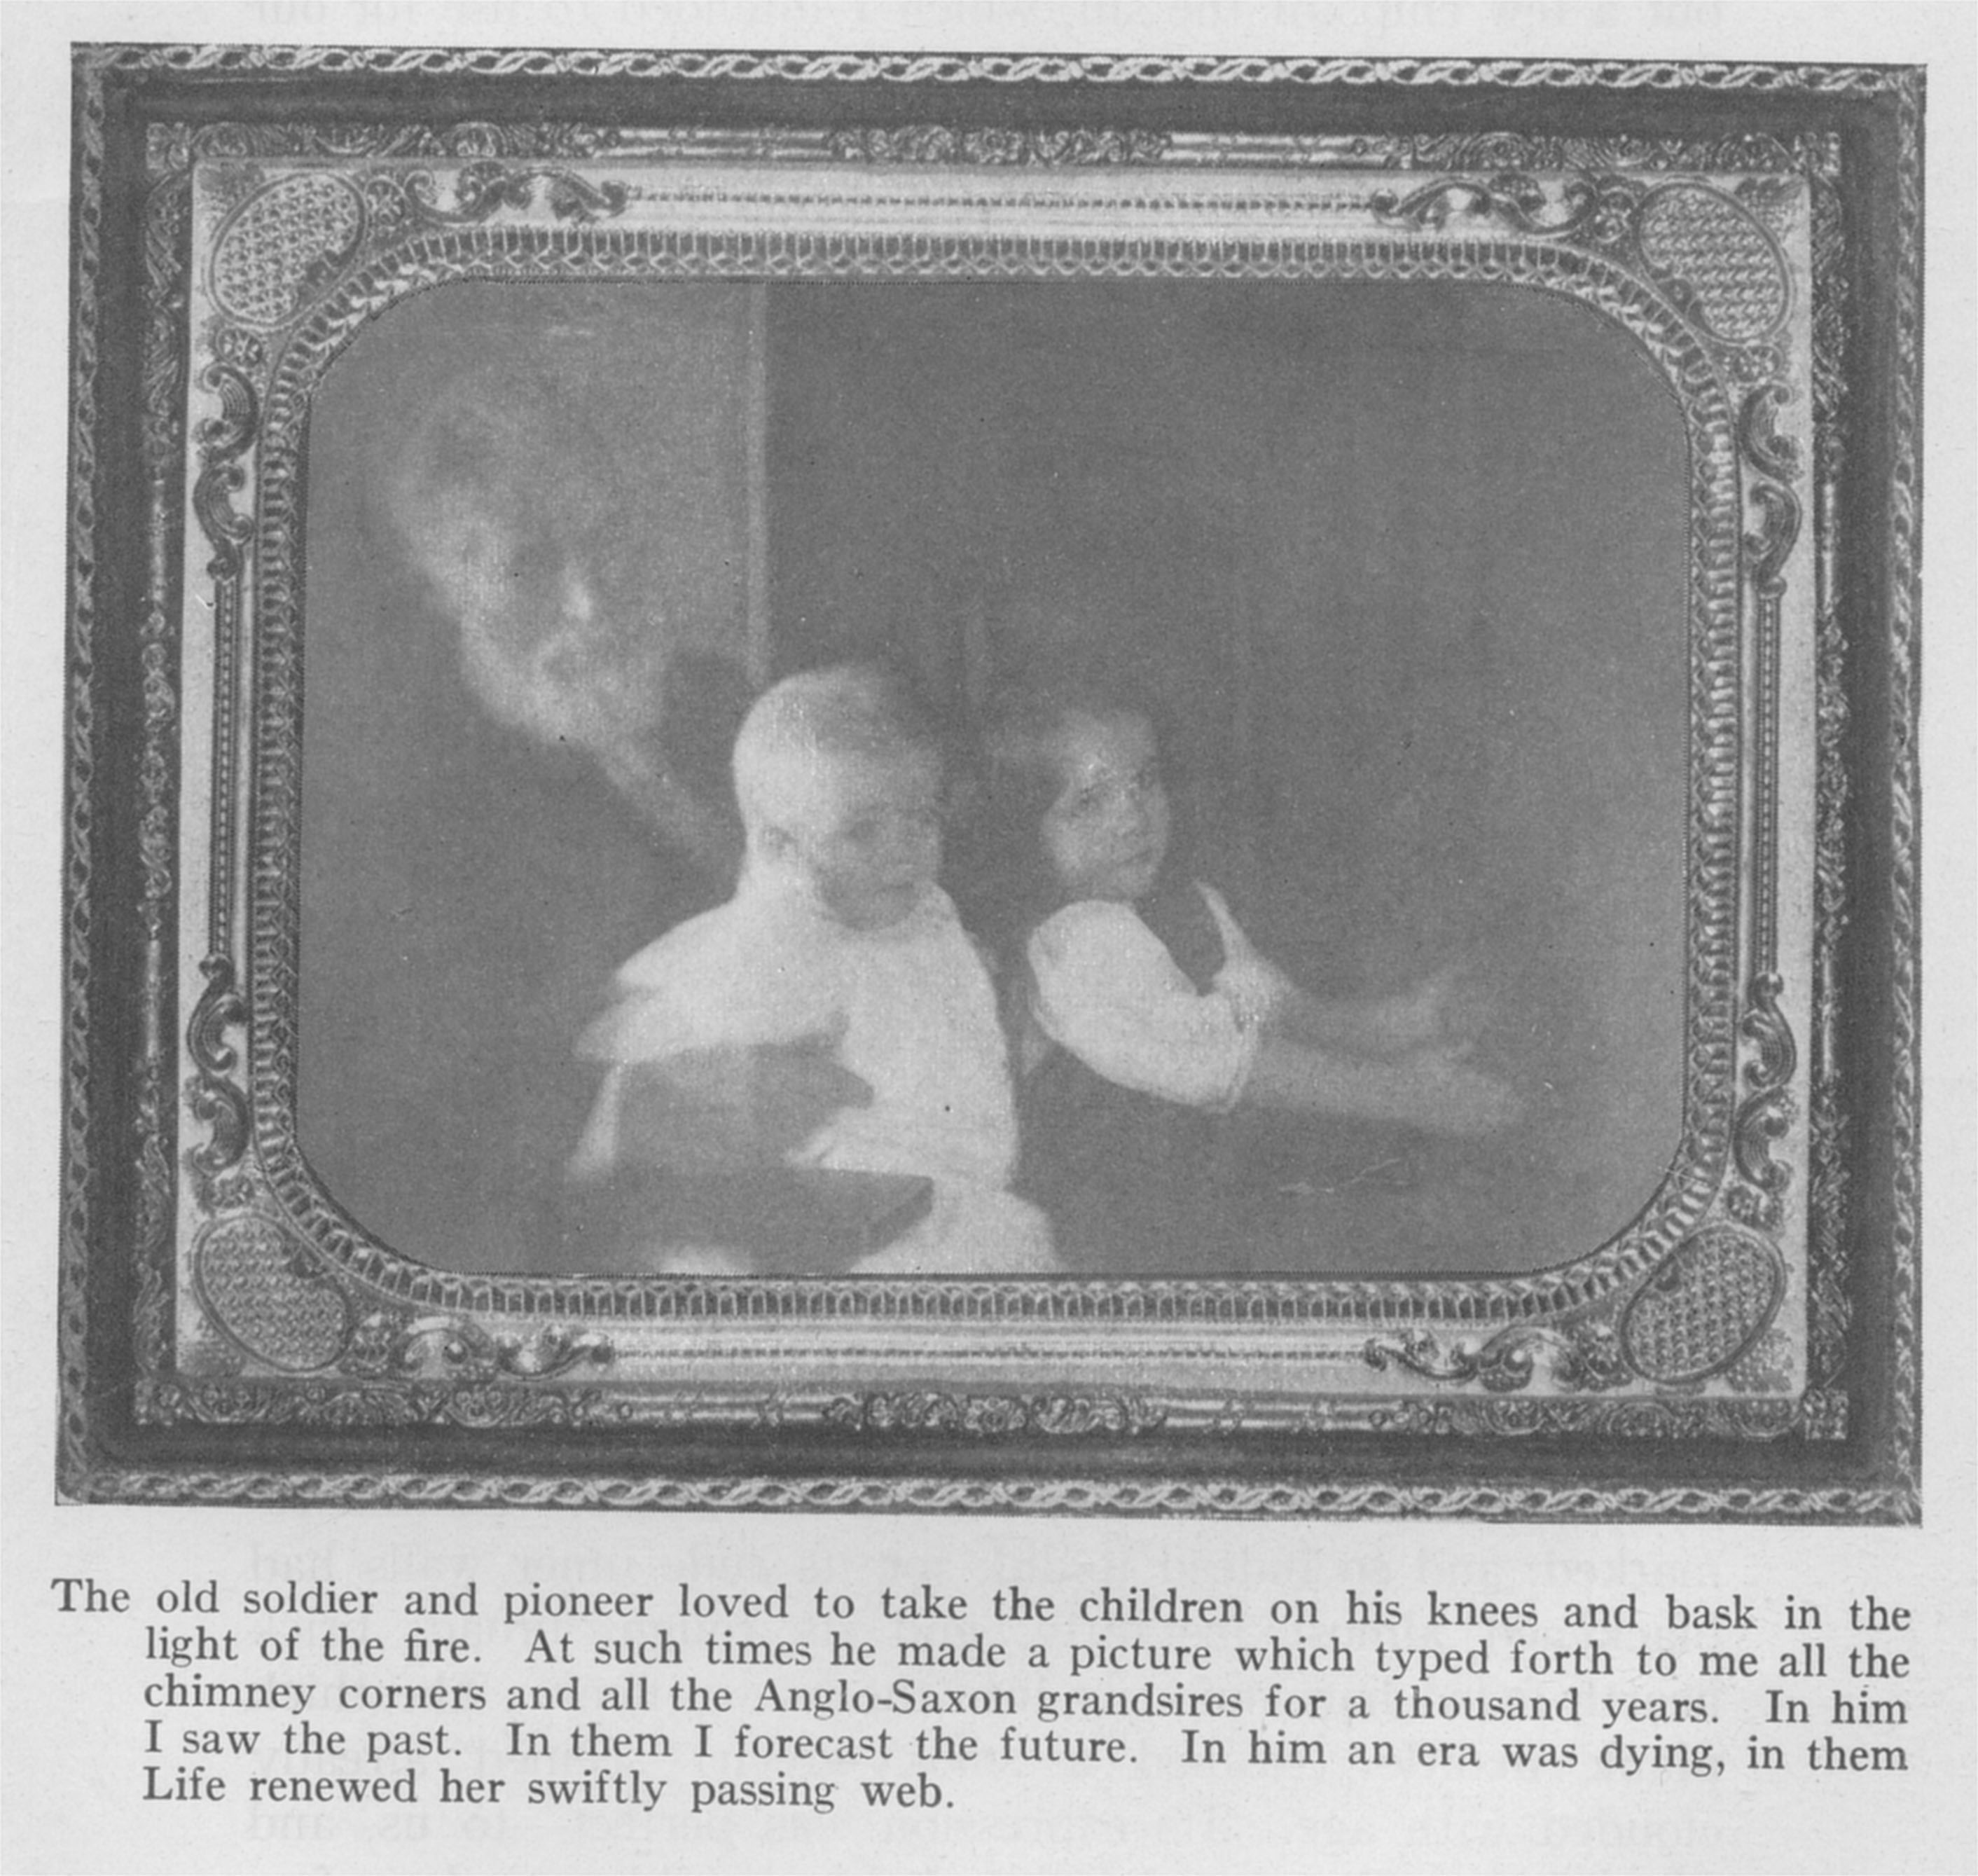 The old soldier and pioneer loved to take the children on his knees and bask in the
light of the fire. At such times he made a picture which typed forth to me all the
chimney corners and all the Anglo-Saxon grandsires for a thousand years. In him
I saw the past. In them I forecast the future. In him an era was dying, in them
Life renewed her swiftly passing web.